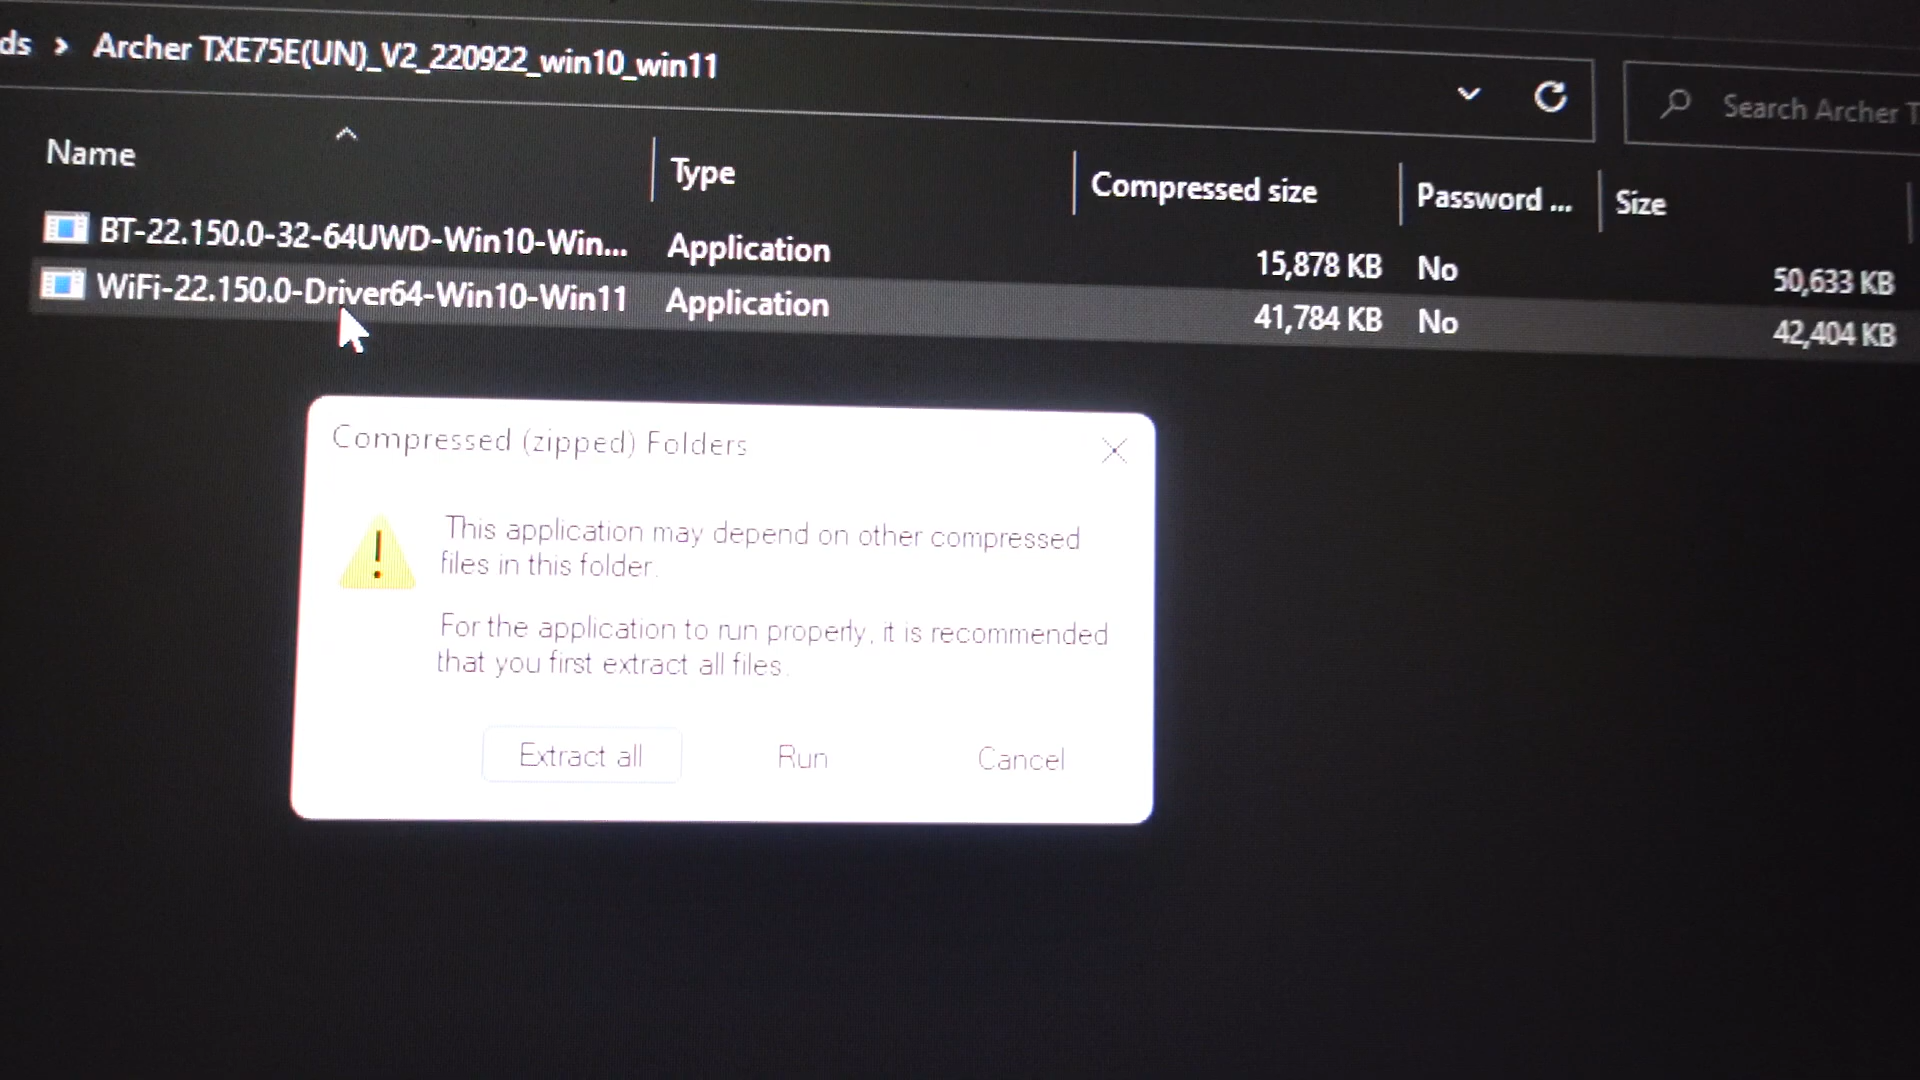 ds > Archer TXE75E(UN)_V2_220922_win10_win11
Search Archer T
Name Type Compressed size Password ... Size
BT-22.150.0-32-64UWD-Win10-Win... Application 15,878 KB No 50,633 KB
WiFi-22.150.0-Driver64-Win10-Win11 Application 41,784 KB No 42,404 KB
Compressed (zipped) Folders
This application may depend on other compressed
files in this folder.
For the application to run properly, it is recommended
that you first extract all files.
Extract all Run Cancel